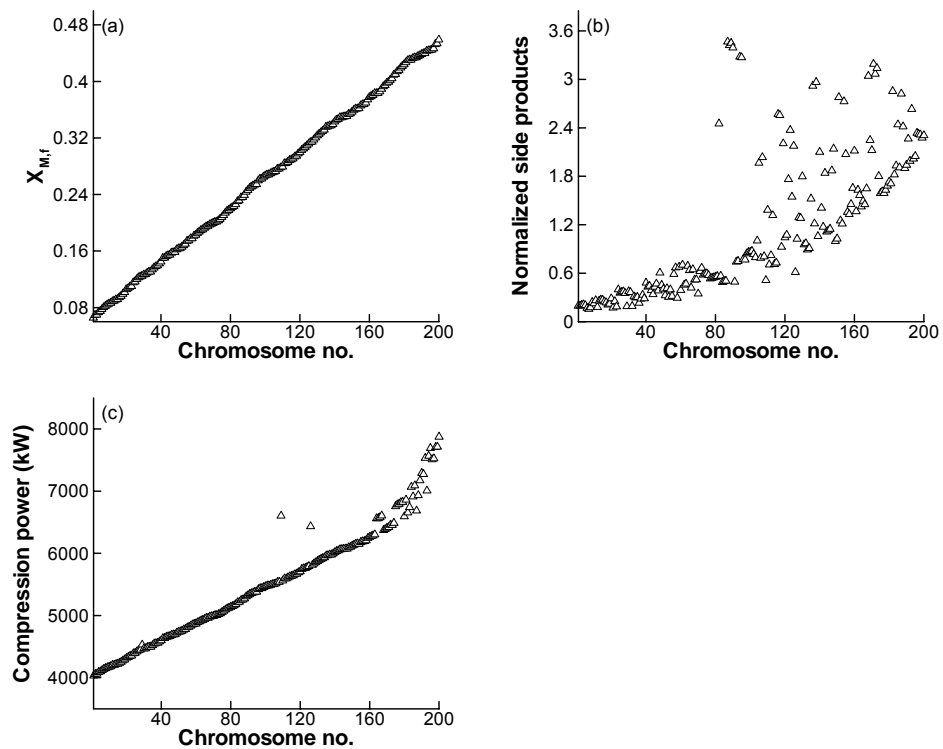 (a)
0.48
0.4
0.32
0.24
0.16
0.08
X_{M,f}
40 80 120 160 200
Chromosome no.
(b)
3.6
3
2.4
1.8
1.2
0.6
0
Normalized side products
40 80 120 160 200
Chromosome no.
(c)
8000
7000
6000
5000
4000
Compression power (kW)
40 80 120 160 200
Chromosome no.